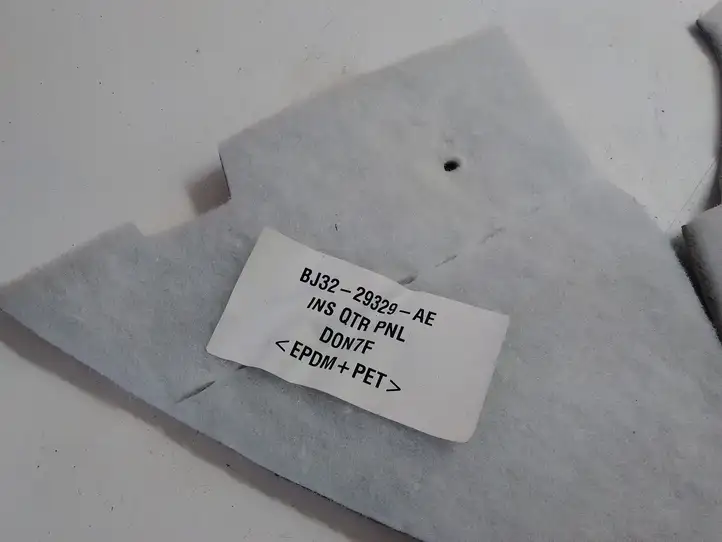 BJ32-29329-AE
INS QTR PNL
DON7F
<EPDM+PET>